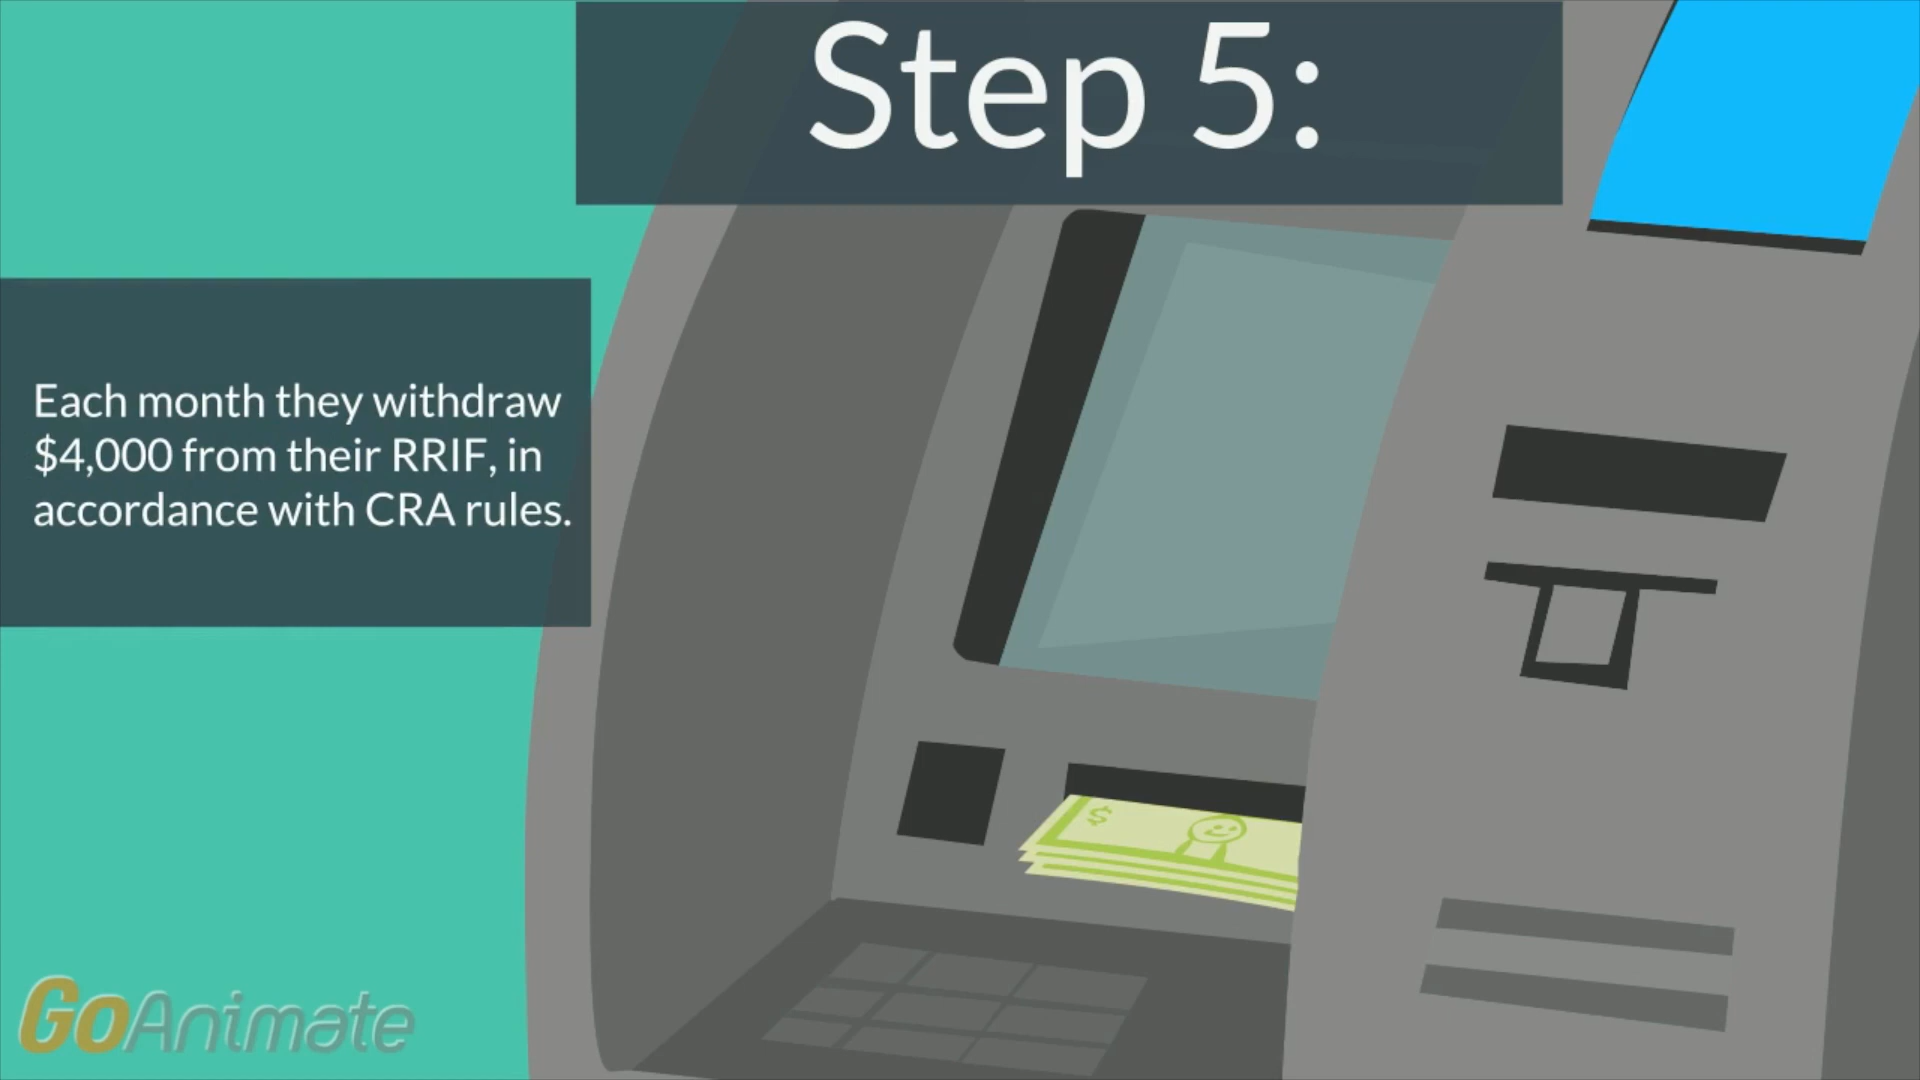 Step 5:
Each month they withdraw
$4,000 from their RRIF, in
accordance with CRA rules.
$
GoAnimate